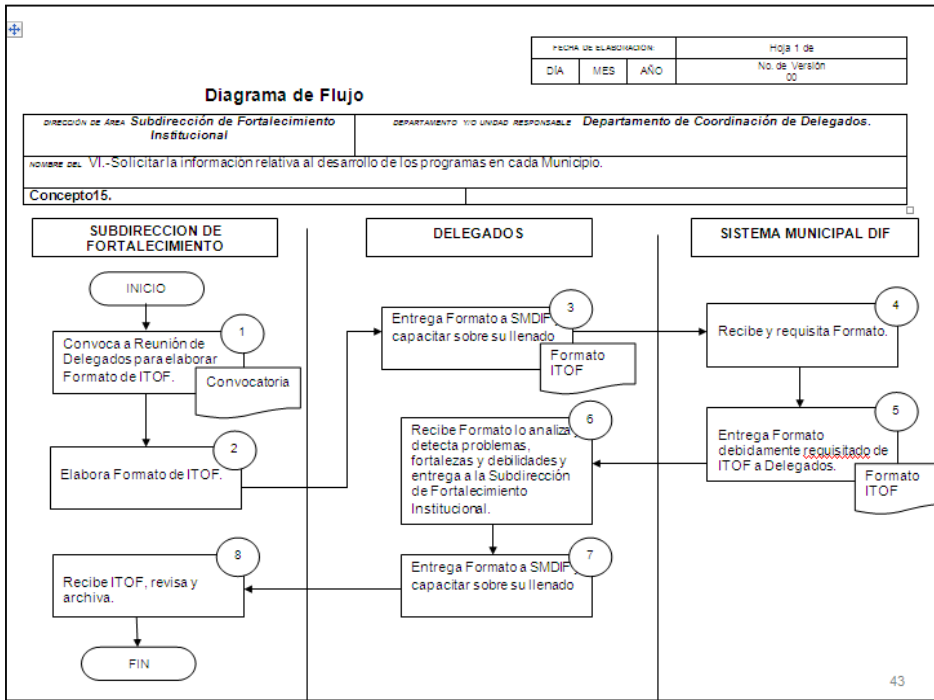 FECHA DE ELABORACIÓN:
Hoja 1 de
DÍA
MES
AÑO
No. de Versión
00
Diagrama de Flujo
DIRECCIÓN DE ÁREA Subdirección de Fortalecimiento
Institucional
DEPARTAMENTO Y/O UNIDAD RESPONSABLE Departamento de Coordinación de Delegados.
NOMBRE DEL VI.-Solicitar la información relativa al desarrollo de los programas en cada Municipio.
Concepto15.
SUBDIRECCION DE
FORTALECIMIENTO
DELEGADOS
SISTEMA MUNICIPAL DIF
INICIO
1
Convoca a Reunión de
Delegados para elaborar
Formato de ITOF.
Convocatoria
2
Elabora Formato de ITOF.
3
Entrega Formato a SMDIF y
capacitar sobre su llenado
Formato
ITOF
4
Recibe y requisita Formato.
5
Entrega Formato
debidamente requisitado de
ITOF a Delegados.
Formato
ITOF
6
Recibe Formato lo analiza y
detecta problemas,
fortalezas y debilidades y
entrega a la Subdirección
de Fortalecimiento
Institucional.
7
Entrega Formato a SMDIF y
capacitar sobre su llenado
8
Recibe ITOF, revisa y
archiva.
FIN
43